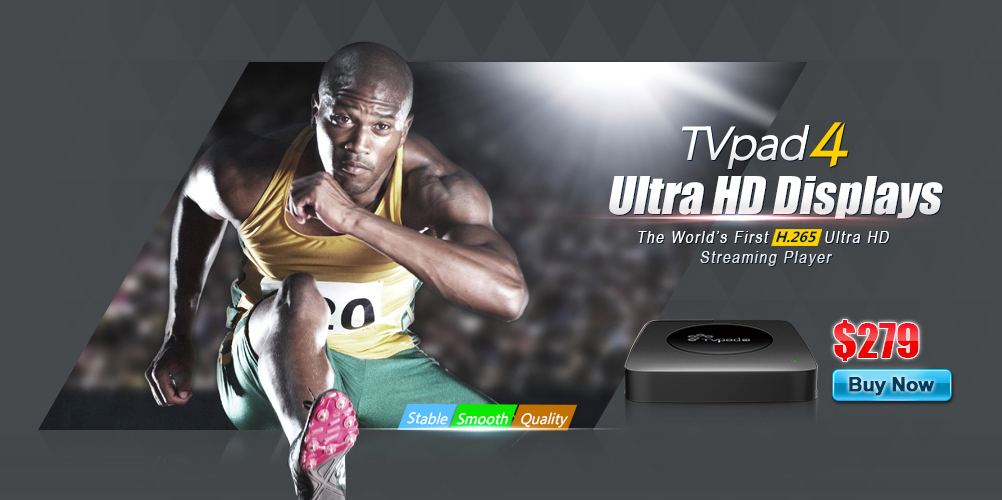 TVpad4
Ultra HD Displays
The World's First H.265 Ultra HD
Streaming Player
20
Tvpad
$279
Buy Now
Stable Smooth Quality